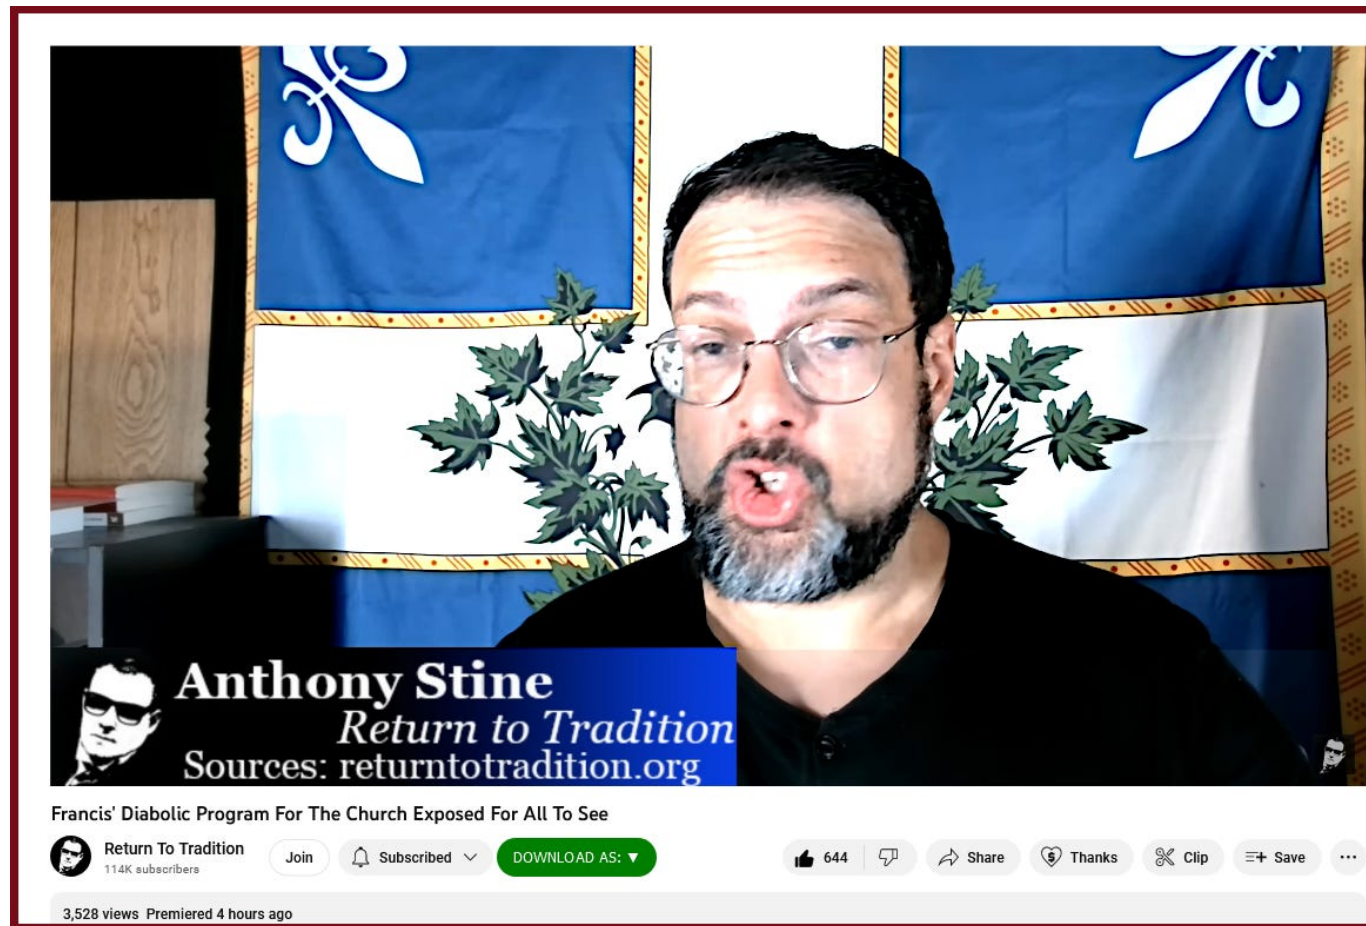 Anthony Stine
Return to Tradition
Sources: returntotradition.org
Francis' Diabolic Program For The Church Exposed For All To See
Return To Tradition
114K subscribers
Join
Subscribed
DOWNLOAD AS: ▼
644
Share
Thanks
Clip
Save
3,528 views Premiered 4 hours ago